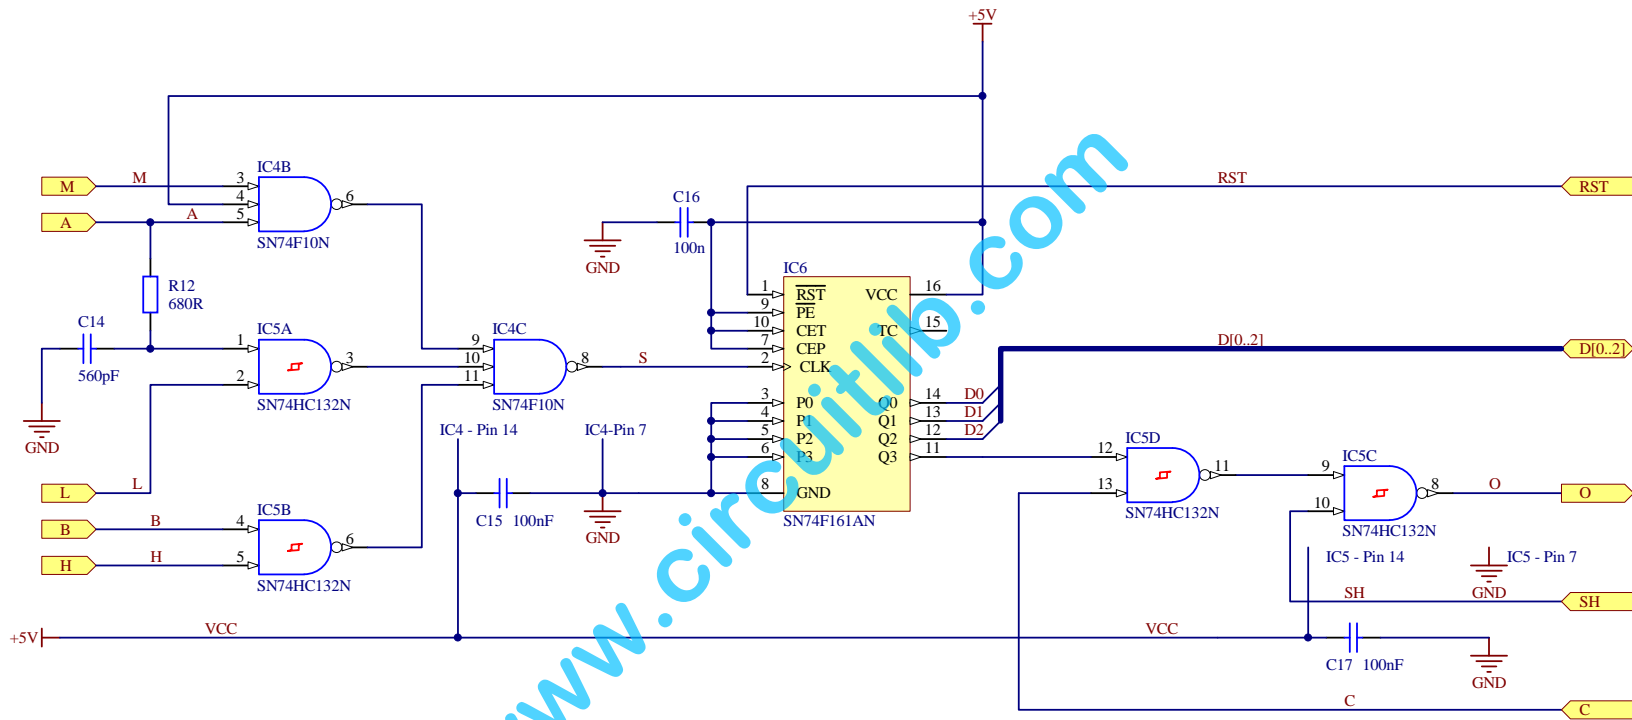 +5V
IC4B
M
M
3
4
A
A
5
6
SN74F10N
RST
RST
C16
100n
GND
R12
680R
C14
560pF
GND
IC5A
1
2
3
SN74HC132N
IC4C
9
10
11
8
S
SN74F10N
IC6
1
RST
VCC
16
9
PE
10
CET
TC
15
7
CEP
2
CLK
3
P0
Q0
14
D0
4
P1
Q1
13
D1
5
P2
Q2
12
D2
6
P3
Q3
11
8
GND
SN74F161AN
D[0..2]
D[0..2]
IC4 - Pin 14
IC4-Pin 7
C15 100nF
GND
L
L
B
B
H
H
IC5B
4
5
6
SN74HC132N
IC5D
12
13
11
SN74HC132N
IC5C
9
10
8
O
O
SN74HC132N
IC5 - Pin 14
IC5 - Pin 7
GND
SH
SH
+5V
VCC
VCC
C17 100nF
GND
C
C
www.circuitlib.com